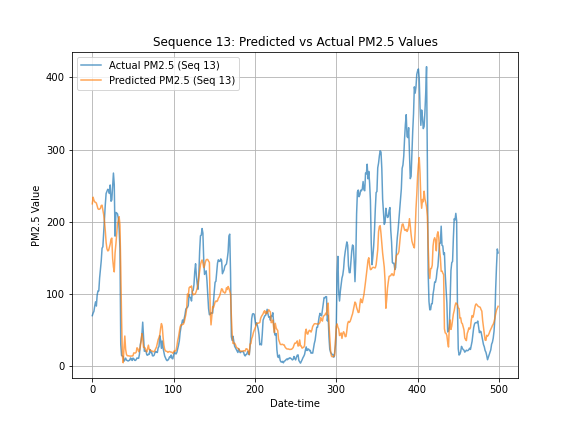 Sequence 13: Predicted vs Actual PM2.5 Values
Actual PM2.5 (Seq 13)
Predicted PM2.5 (Seq 13)
400
300
200
100
0
PM2.5 Value
0 100 200 300 400 500
Date-time